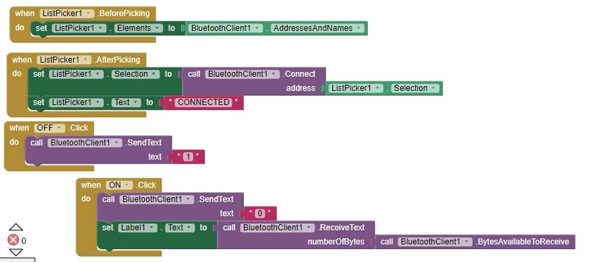 when ListPicker1 .BeforePicking
do set ListPicker1 . Elements to BluetoothClient1 . AddressesAndNames
when ListPicker1 .AfterPicking
do set ListPicker1 . Selection to call BluetoothClient1 .Connect
address ListPicker1 . Selection
set ListPicker1 . Text to "CONNECTED"
when OFF .Click
do call BluetoothClient1 .SendText
text "1"
when ON .Click
do call BluetoothClient1 .SendText
text "0"
set Label1 . Text to call BluetoothClient1 .ReceiveText
numberOfBytes call BluetoothClient1 .BytesAvailableToReceive
0